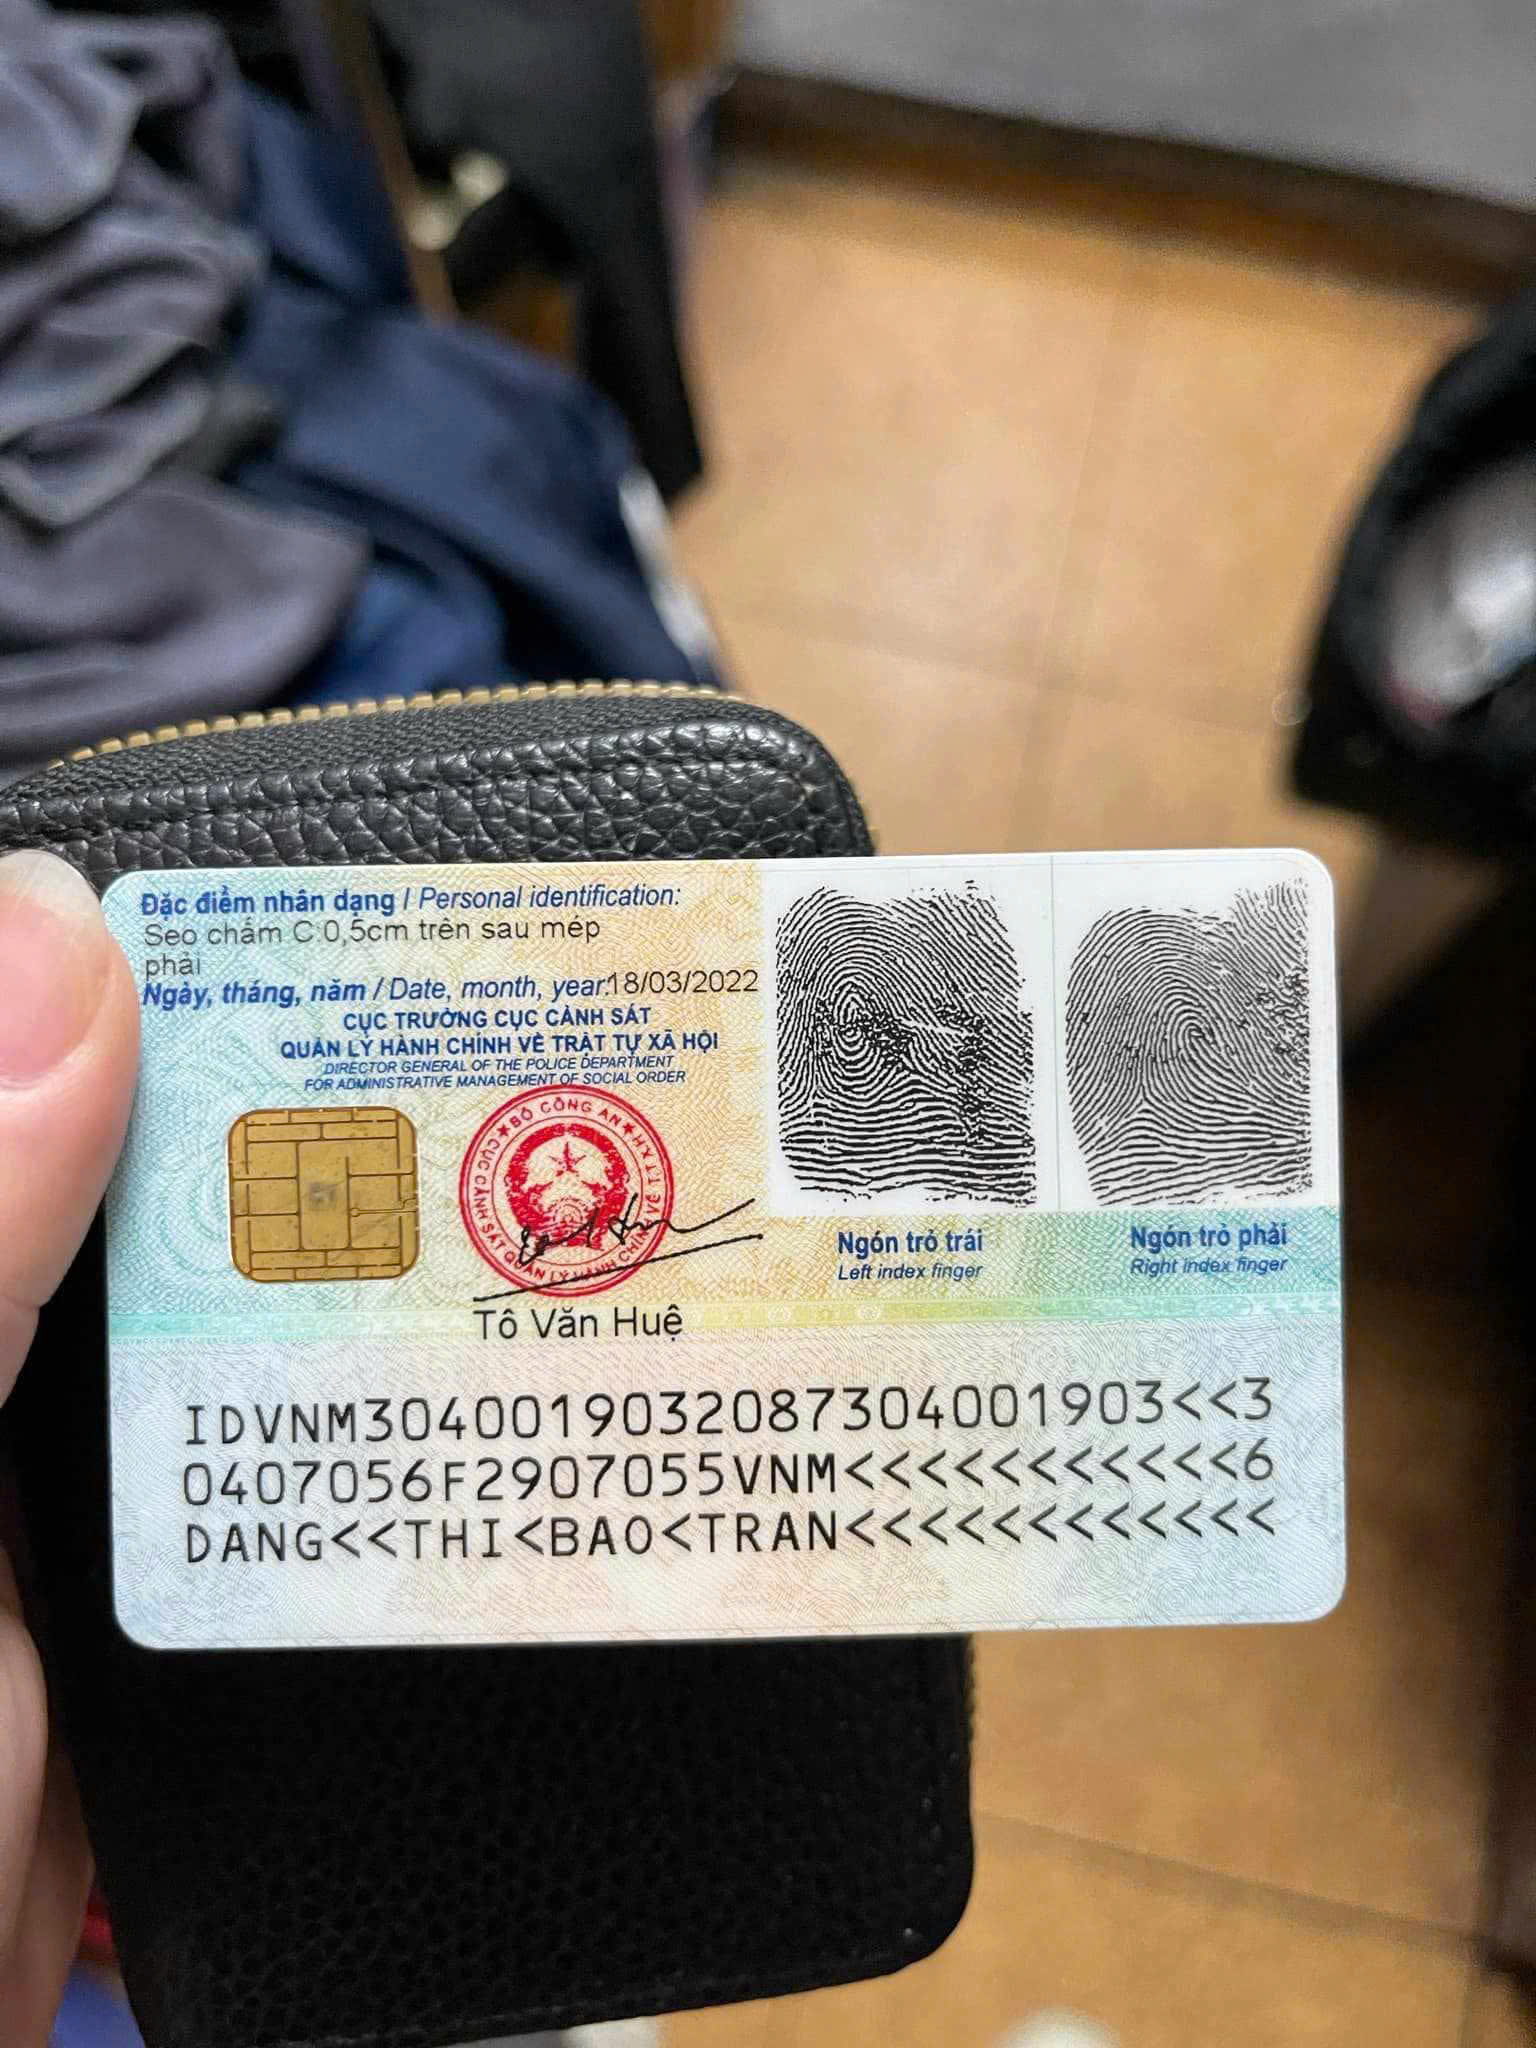 Đặc điểm nhân dạng / Personal identification:
Sẹo chấm C:0,5cm trên sau mép
phải
Ngày, tháng, năm / Date, month, year:18/03/2022
CỤC TRƯỞNG CỤC CẢNH SÁT
QUẢN LÝ HÀNH CHÍNH VỀ TRẬT TỰ XÃ HỘI
DIRECTOR GENERAL OF THE POLICE DEPARTMENT
FOR ADMINISTRATIVE MANAGEMENT OF SOCIAL ORDER
BỘ CÔNG AN
CỤC CẢNH SÁT QUẢN LÝ HÀNH CHÍNH VỀ TTXH
Tô Văn Huệ
Ngón trỏ trái
Left index finger
Ngón trỏ phải
Right index finger
IDVNM3040019032087304001903<<3
0407056F2907055VNM<<<<<<<<<<<6
DANG<<THI<BAO<TRAN<<<<<<<<<<<<